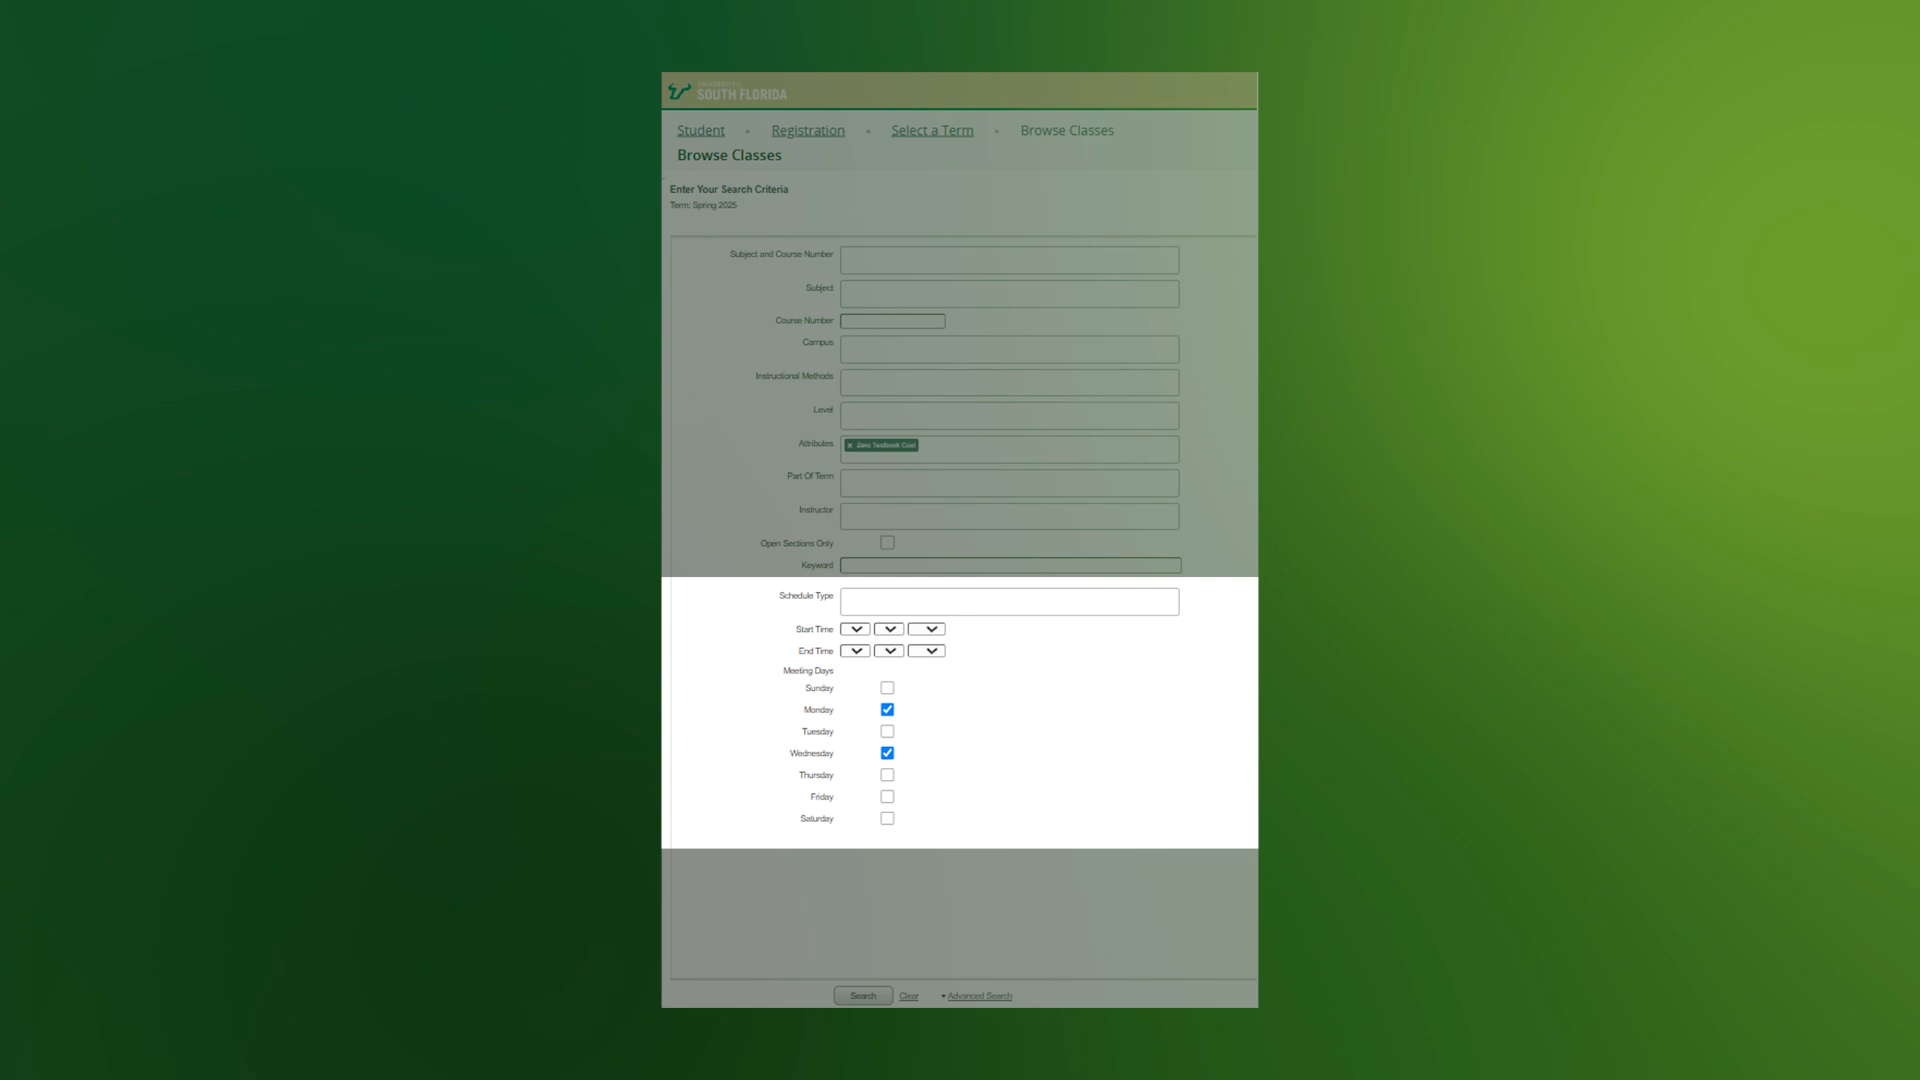 UNIVERSITY of
SOUTH FLORIDA
Student • Registration • Select a Term • Browse Classes
Browse Classes
Enter Your Search Criteria
Term: Spring 2025
Subject and Course Number
Subject
Course Number
Campus
Instructional Methods
Level
Attributes × Zero Textbook Cost
Part Of Term
Instructor
Open Sections Only
Keyword
Schedule Type
Start Time
End Time
Meeting Days
Sunday
Monday
Tuesday
Wednesday
Thursday
Friday
Saturday
Search Clear Advanced Search